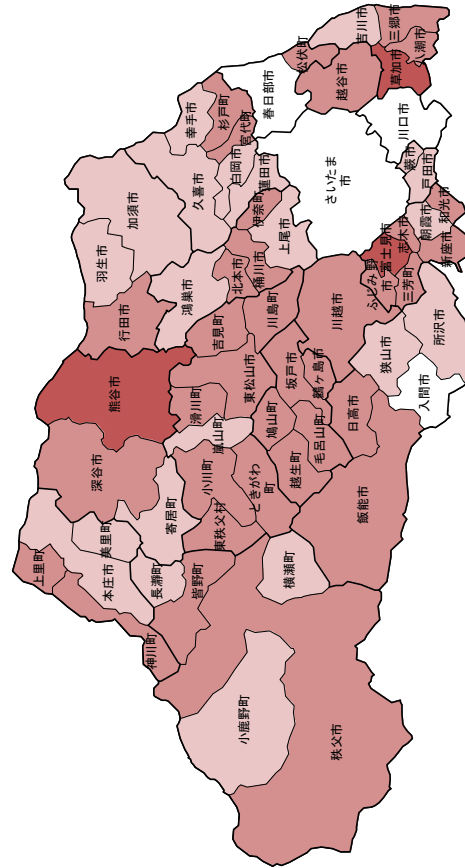 上里町
神川町
本庄市
美里町
深谷市
熊谷市
行田市
羽生市
加須市
久喜市
幸手市
杉戸町
宮代町
春日部市
松伏町
吉川市
三郷市
八潮市
草加市
越谷市
川口市
蕨市
戸田市
さいたま
市
白岡市
蓮田市
伊奈町
上尾市
桶川市
北本市
鴻巣市
吉見町
川島町
東松山市
滑川町
嵐山町
小川町
寄居町
長瀞町
皆野町
東秩父村
ときがわ
町
鳩山町
坂戸市
鶴ヶ島市
毛呂山町
越生町
川越市
日高市
飯能市
横瀬町
小鹿野町
秩父市
狭山市
入間市
所沢市
ふじみ野
市
三芳町
富士見市
志木市
朝霞市
新座市
和光市